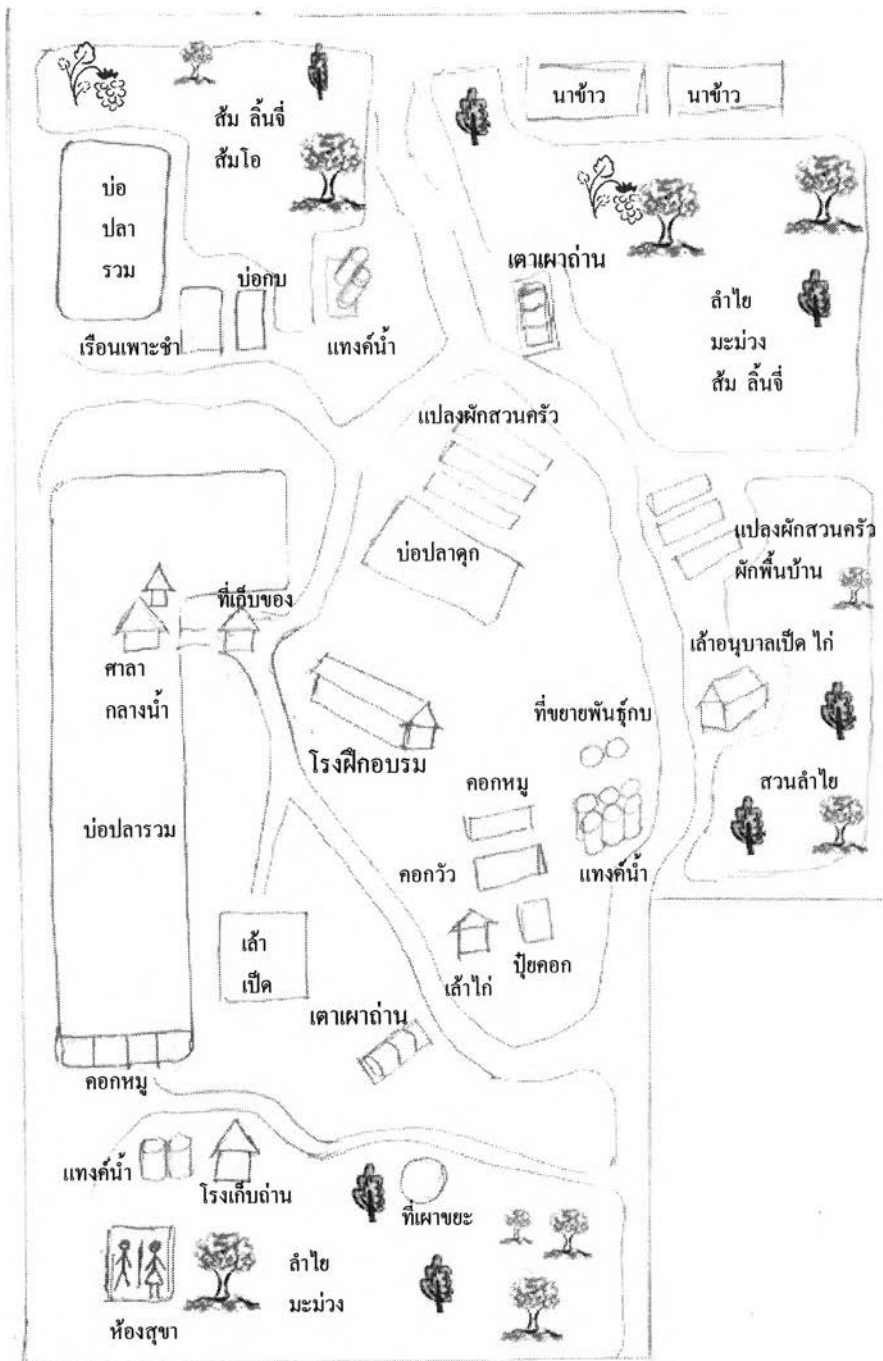 ส้ม ลิ้นจี่
ส้มโอ
นาข้าว
นาข้าว
บ่อ
ปลา
รวม
บ่อกบ
เรือนเพาะชำ
แทงค์น้ำ
เตาเผาถ่าน
ลำไย
มะม่วง
ส้ม ลิ้นจี่
แปลงผักสวนครัว
บ่อปลาดุก
แปลงผักสวนครัว
ผักพื้นบ้าน
ที่เก็บของ
ศาลา
กลางน้ำ
เล้าอนุบาลเป็ด ไก่
โรงฝึกอบรม
ที่ขยายพันธุ์กบ
คอกหมู
สวนลำไย
บ่อปลารวม
คอกวัว
แทงค์น้ำ
เล้า
เป็ด
เล้าไก่
ปุ๋ยคอก
เตาเผาถ่าน
คอกหมู
แทงค์น้ำ
โรงเก็บถ่าน
ที่เผาขยะ
ลำไย
มะม่วง
ห้องสุขา